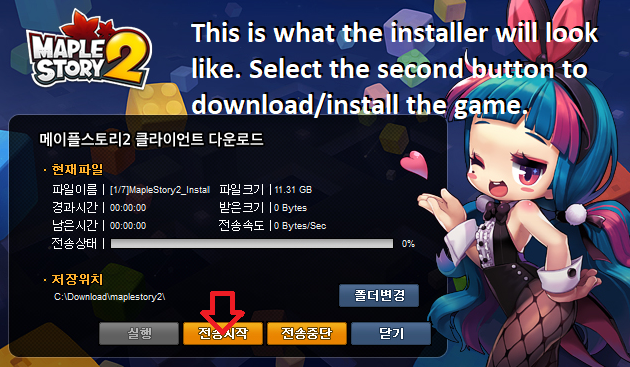 MAPLE
STORY 2
This is what the installer will look
like. Select the second button to
download/install the game.
메이플스토리2 클라이언트 다운로드
· 현재파일
파일이름 | [1/7]MapleStory2_Install 파일크기 | 11.31 GB
경과시간 | 00:00:00 받은크기 | 0 Bytes
남은시간 | 00:00:00 전송속도 | 0 Bytes/Sec
전송상태 | 0%
· 저장위치
C:\Download\maplestory2\ 폴더변경
실행 전송시작 전송중단 닫기